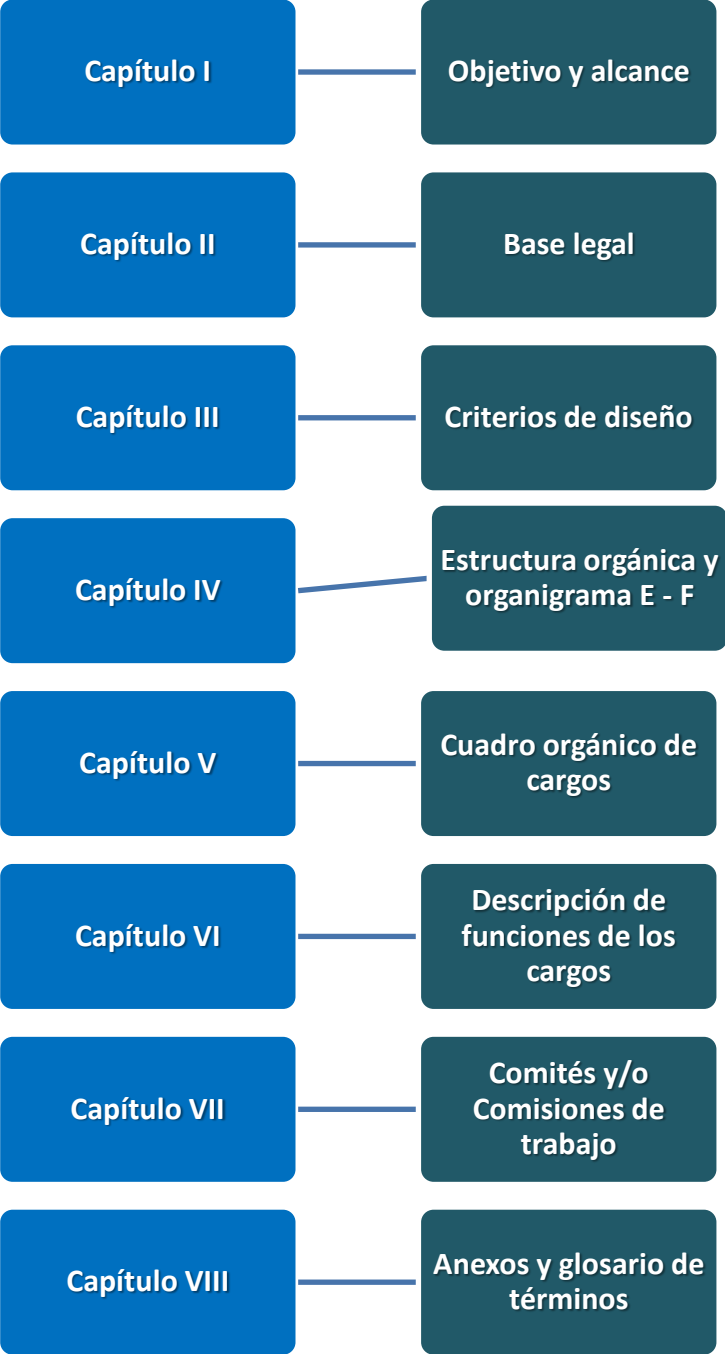 Capítulo I
Objetivo y alcance
Capítulo II
Base legal
Capítulo III
Criterios de diseño
Capítulo IV
Estructura orgánica y
organigrama E - F
Capítulo V
Cuadro orgánico de
cargos
Capítulo VI
Descripción de
funciones de los
cargos
Capítulo VII
Comités y/o
Comisiones de
trabajo
Capítulo VIII
Anexos y glosario de
términos